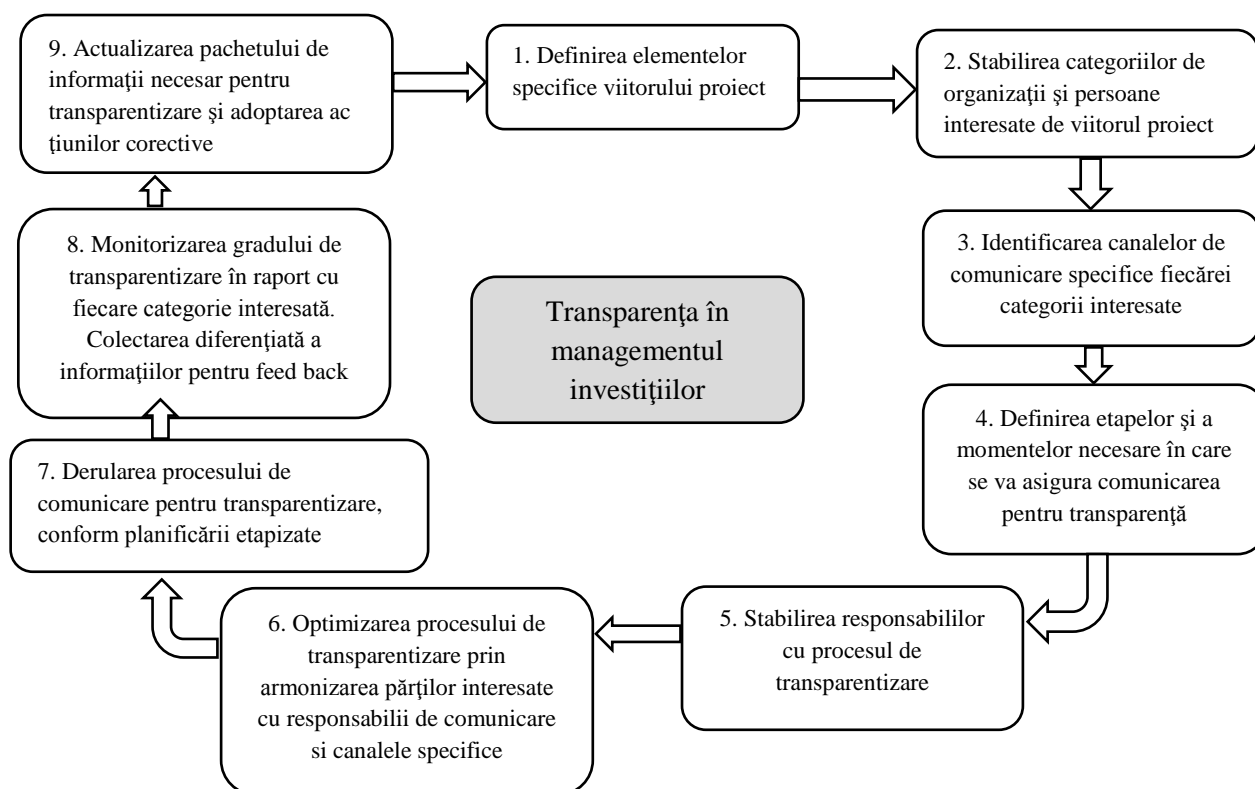 9. Actualizarea pachetului de
informaţii necesar pentru
transparentizare şi adoptarea ac
ţiunilor corective
1. Definirea elementelor
specifice viitorului proiect
2. Stabilirea categoriilor de
organizaţii şi persoane
interesate de viitorul proiect
3. Identificarea canalelor de
comunicare specifice fiecărei
categorii interesate
4. Definirea etapelor şi a
momentelor necesare în care
se va asigura comunicarea
pentru transparenţă
5. Stabilirea responsabililor
cu procesul de
transparentizare
6. Optimizarea procesului de
transparentizare prin
armonizarea părţilor interesate
cu responsabilii de comunicare
si canalele specifice
7. Derularea procesului de
comunicare pentru transparentizare,
conform planificării etapizate
8. Monitorizarea gradului de
transparentizare în raport cu
fiecare categorie interesată.
Colectarea diferenţiată a
informaţiilor pentru feed back
Transparenţa în
managementul
investiţiilor